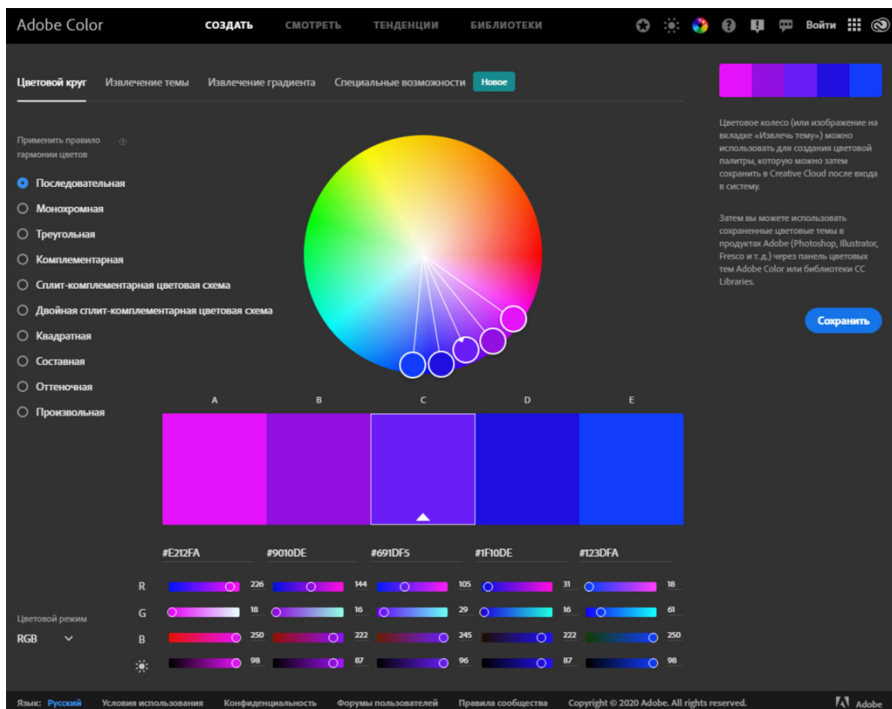 Adobe Color СОЗДАТЬ СМОТРЕТЬ ТЕНДЕНЦИИ БИБЛИОТЕКИ Войти
Цветовой круг Извлечение темы Извлечение градиента Специальные возможности Новое
Применить правило
гармонии цветов
Последовательная
Монохромная
Треугольная
Комплементарная
Сплит-комплементарная цветовая схема
Двойная сплит-комплементарная цветовая схема
Квадратная
Составная
Оттеночная
Произвольная
Цветовое колесо (или изображение на
вкладке «Извлечь тему») можно
использовать для создания цветовой
палитры, которую можно затем
сохранить в Creative Cloud после входа
в систему.
Затем вы можете использовать
сохраненные цветовые темы в
продуктах Adobe (Photoshop, Illustrator,
Fresco и т. д.) через панель цветовых
тем Adobe Color или библиотеки CC
Libraries.
Сохранить
A B C D E
#E212FA #9010DE #691DF5 #1F10DE #123DFA
R 226 144 105 31 18
G 18 16 29 16 61
B 250 222 245 222 250
98 87 96 87 98
Цветовой режим
RGB
Язык: Русский Условия использования Конфиденциальность Форумы пользователей Правила сообщества Copyright © 2020 Adobe. All rights reserved. Adobe